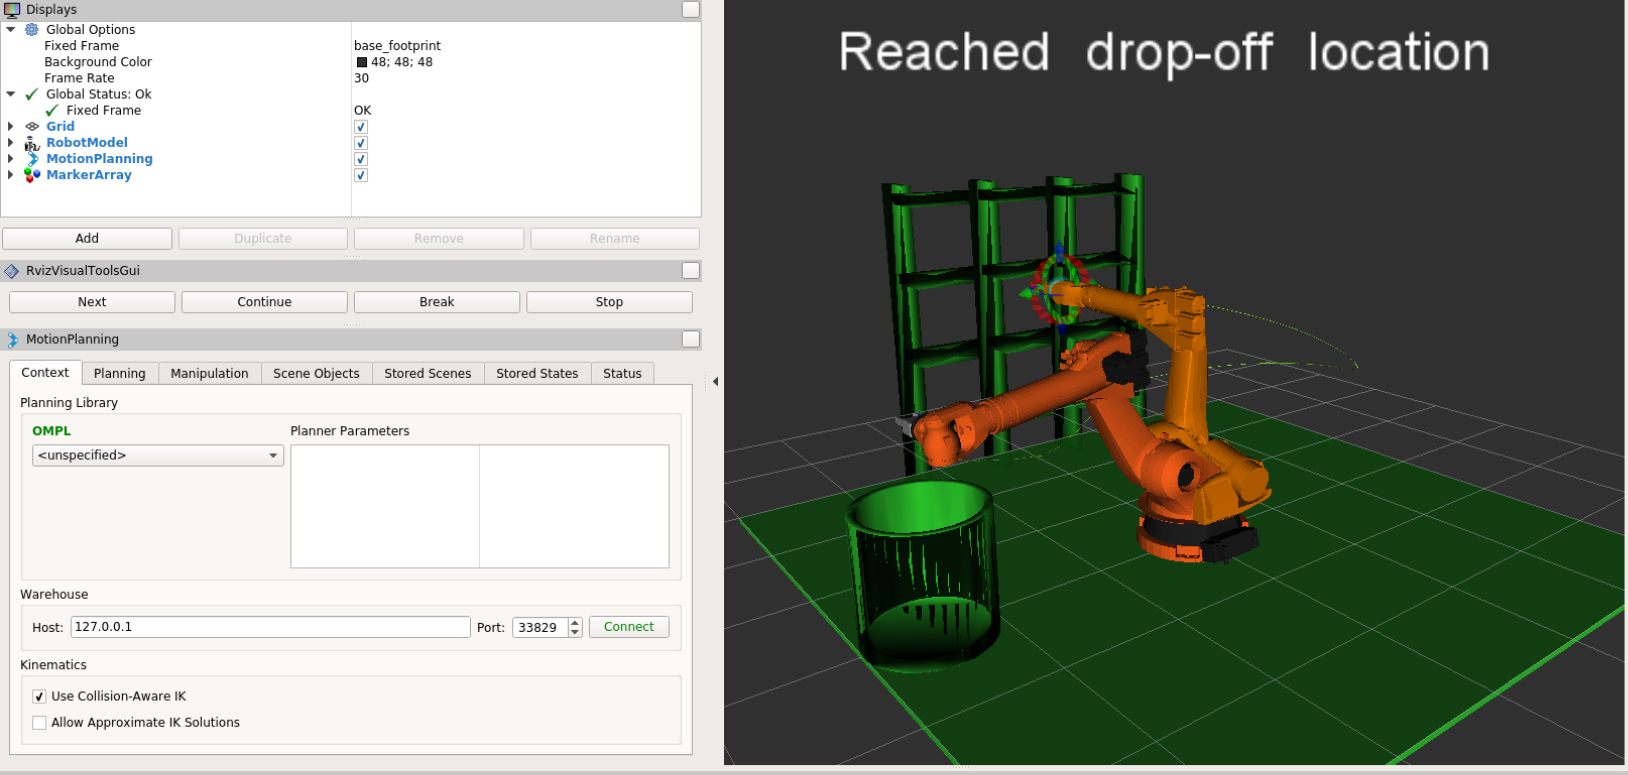 Displays
Global Options
Fixed Frame base_footprint
Background Color 48; 48; 48
Frame Rate 30
Global Status: Ok
Fixed Frame OK
Grid
RobotModel
MotionPlanning
MarkerArray
Add Duplicate Remove Rename
RvizVisualToolsGui
Next Continue Break Stop
MotionPlanning
Context Planning Manipulation Scene Objects Stored Scenes Stored States Status
Planning Library
OMPL Planner Parameters
<unspecified>
Warehouse
Host: 127.0.0.1 Port: 33829 Connect
Kinematics
Use Collision-Aware IK
Allow Approximate IK Solutions
Reached drop-off location